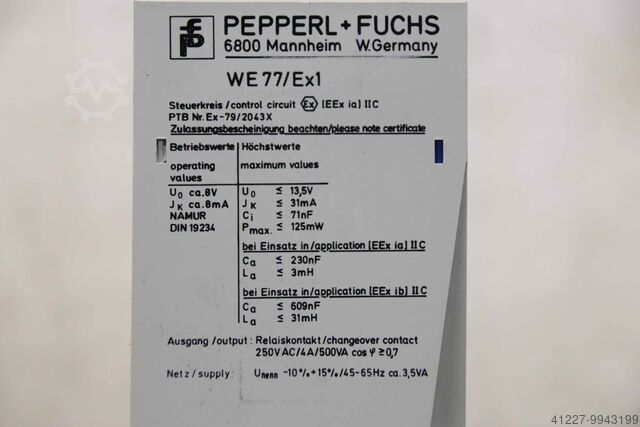 PEPPERL + FUCHS
6800 Mannheim W.Germany
WE 77/Ex1
Steuerkreis/control circuit Ex [EEx ia] IIC
PTB Nr. Ex-79/2043X
Zulassungsbescheinigung beachten/please note certificate
Betriebswerte Höchstwerte
operating maximum values
values
U₀ ca.8V U₀ ≤ 13,5V
JK ca.8mA JK ≤ 31mA
NAMUR Ci ≤ 71nF
DIN 19234 Pmax. ≤ 125mW
bei Einsatz in/application [EEx ia] IIC
Ca ≤ 230nF
La ≤ 3mH
bei Einsatz in/application [EEx ib] IIC
Ca ≤ 609nF
La ≤ 31mH
Ausgang/output: Relaiskontakt/changeover contact
250V AC/4A/500VA cos φ ≥ 0,7
Netz/supply: Unenn -10%+15%/45-65Hz ca. 3,5VA
41227-9943199